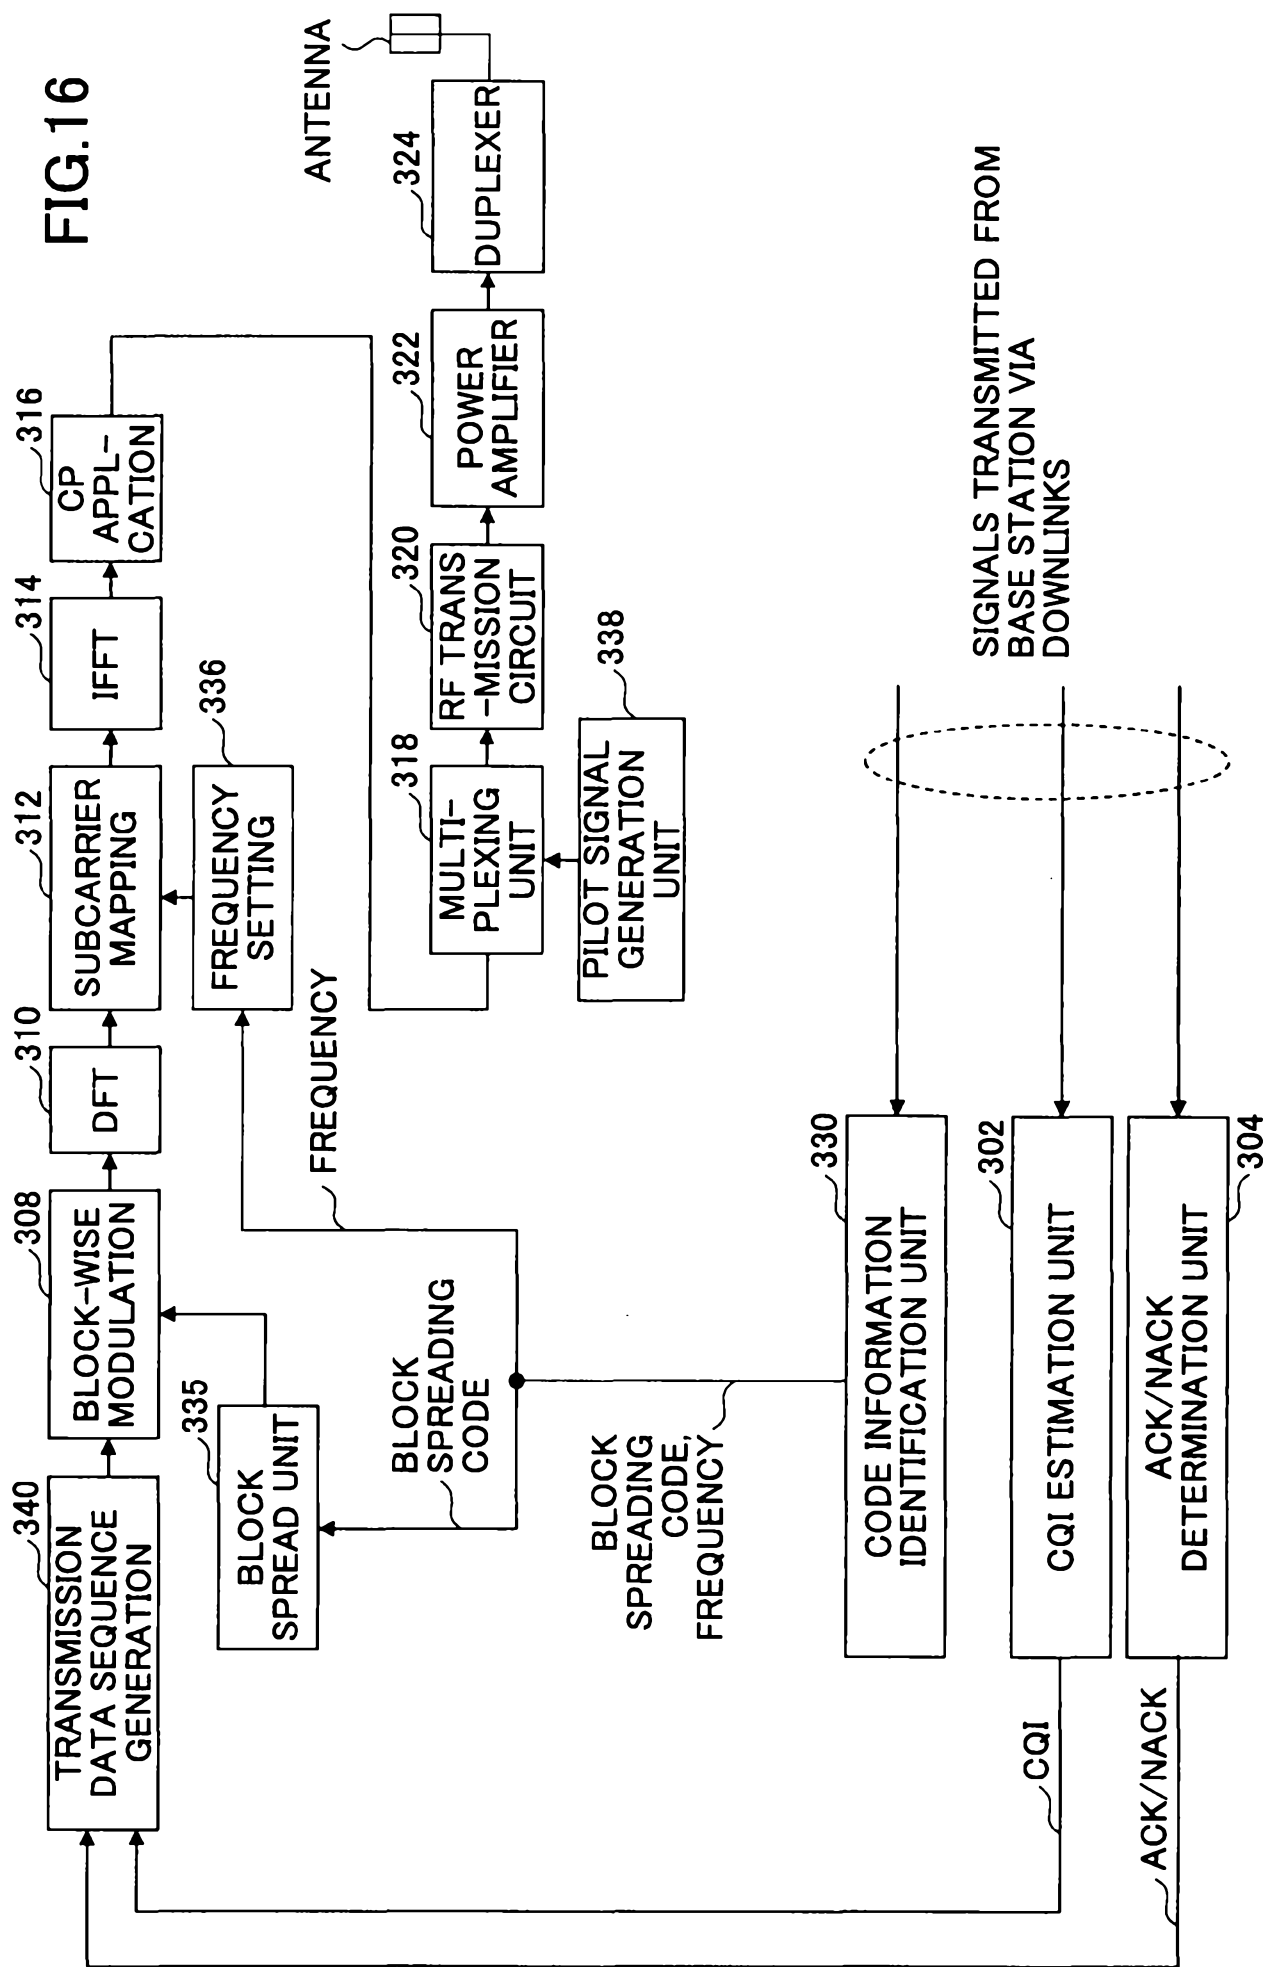 FIG.16
340
TRANSMISSION
DATA SEQUENCE
GENERATION
308
BLOCK-WISE
MODULATION
310
DFT
312
SUBCARRIER
MAPPING
314
IFFT
316
CP
APPL-
CATION
335
BLOCK
SPREAD UNIT
336
FREQUENCY
SETTING
FREQUENCY
BLOCK
SPREADING
CODE
318
MULTI-
PLEXING
UNIT
320
RF TRANS
-MISSION
CIRCUIT
322
POWER
AMPLIFIER
324
DUPLEXER
ANTENNA
338
PILOT SIGNAL
GENERATION
UNIT
BLOCK
SPREADING
CODE,
FREQUENCY
330
CODE INFORMATION
IDENTIFICATION UNIT
302
CQI ESTIMATION UNIT
304
ACK/NACK
DETERMINATION UNIT
CQI
ACK/NACK
SIGNALS TRANSMITTED FROM
BASE STATION VIA
DOWNLINKS